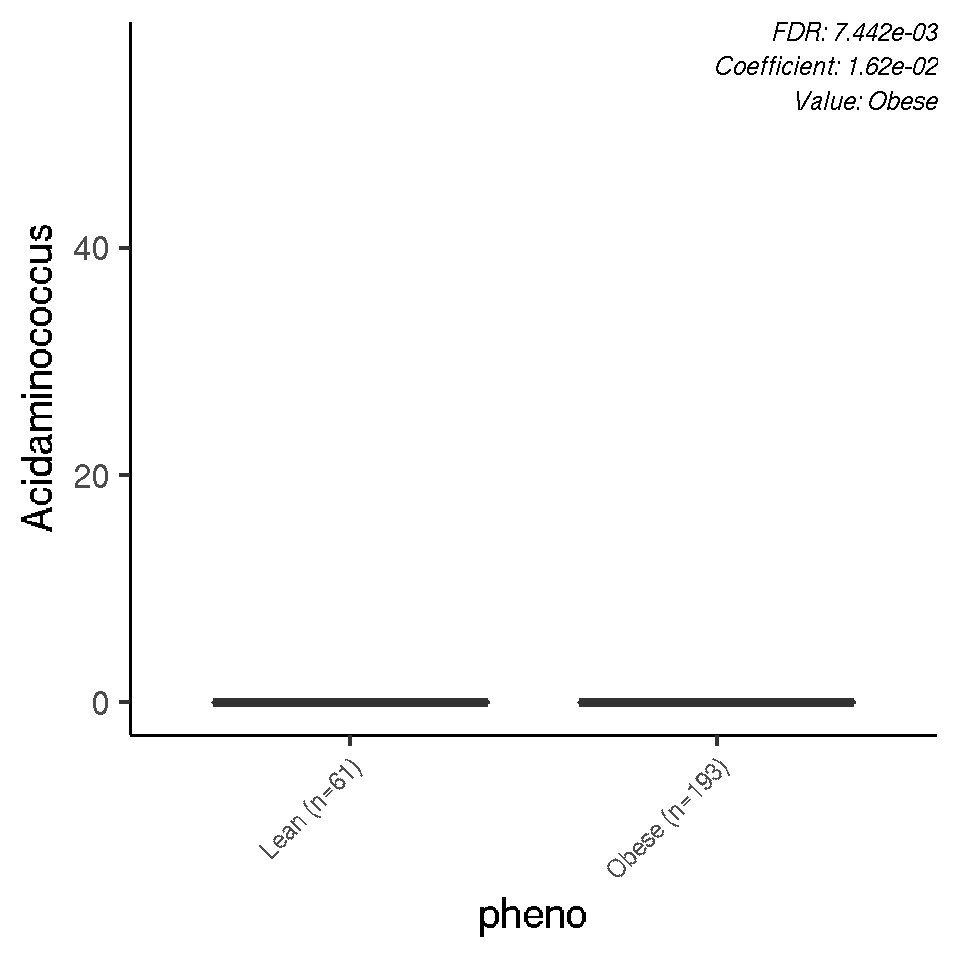 FDR: 7.442e-03
Coefficient: 1.62e-02
Value: Obese
Acidaminococcus
40
20
0
Lean (n=61)
Obese (n=193)
pheno